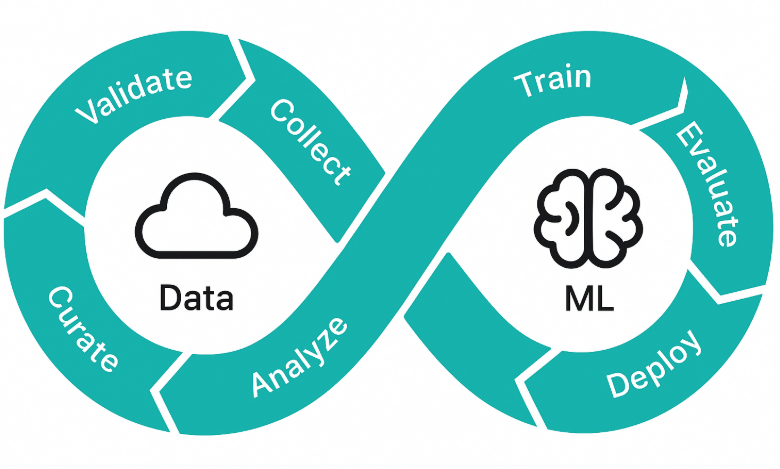 Validate
Collect
Train
Evaluate
Data
ML
Curate
Analyze
Deploy